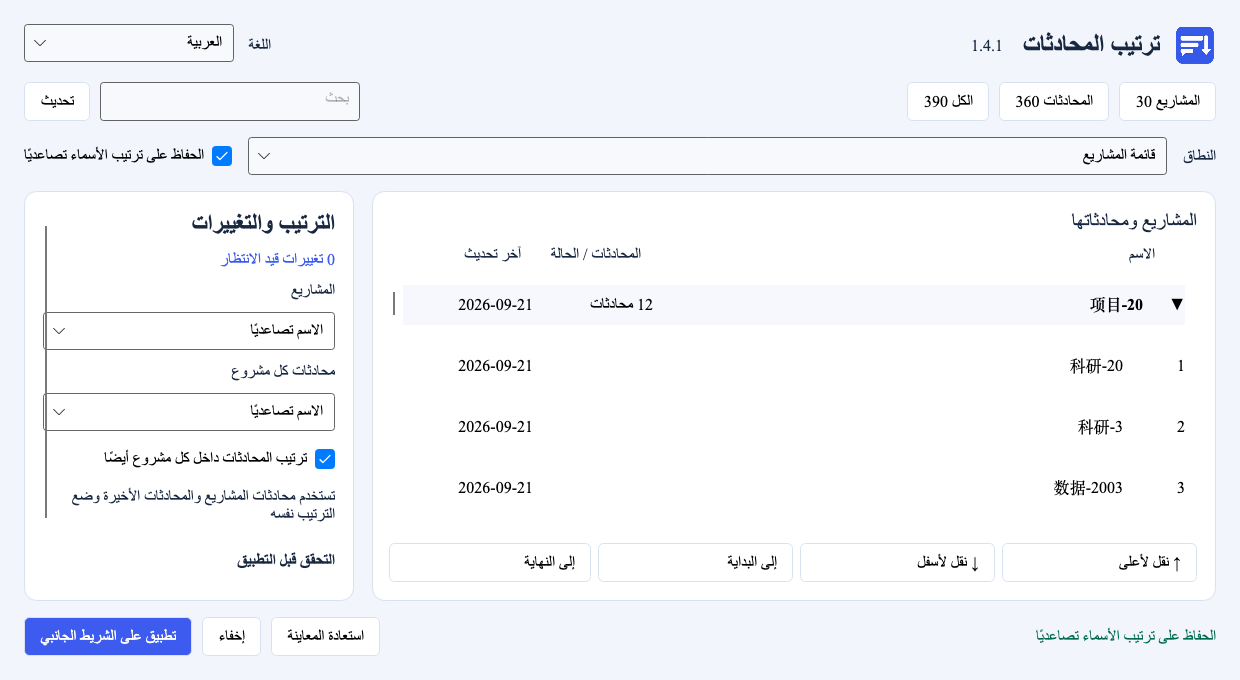 ترتيب المحادثات 1.4.1
اللغة
العربية
المشاريع 30
المحادثات 360
الكل 390
بحث
تحديث
النطاق
قائمة المشاريع
الحفاظ على ترتيب الأسماء تصاعديًا
المشاريع ومحادثاتها
الاسم
المحادثات / الحالة
آخر تحديث
▼ 项目-20
12 محادثات
2026-09-21
1 科研-20 2026-09-21
2 科研-3 2026-09-21
3 数据-2003 2026-09-21
↑ نقل لأعلى
↓ نقل لأسفل
إلى البداية
إلى النهاية
الترتيب والتغييرات
0 تغييرات قيد الانتظار
المشاريع
الاسم تصاعديًا
محادثات كل مشروع
الاسم تصاعديًا
ترتيب المحادثات داخل كل مشروع أيضًا
تستخدم محادثات المشاريع والمحادثات الأخيرة وضع
الترتيب نفسه
التحقق قبل التطبيق
الحفاظ على ترتيب الأسماء تصاعديًا
استعادة المعاينة
إخفاء
تطبيق على الشريط الجانبي